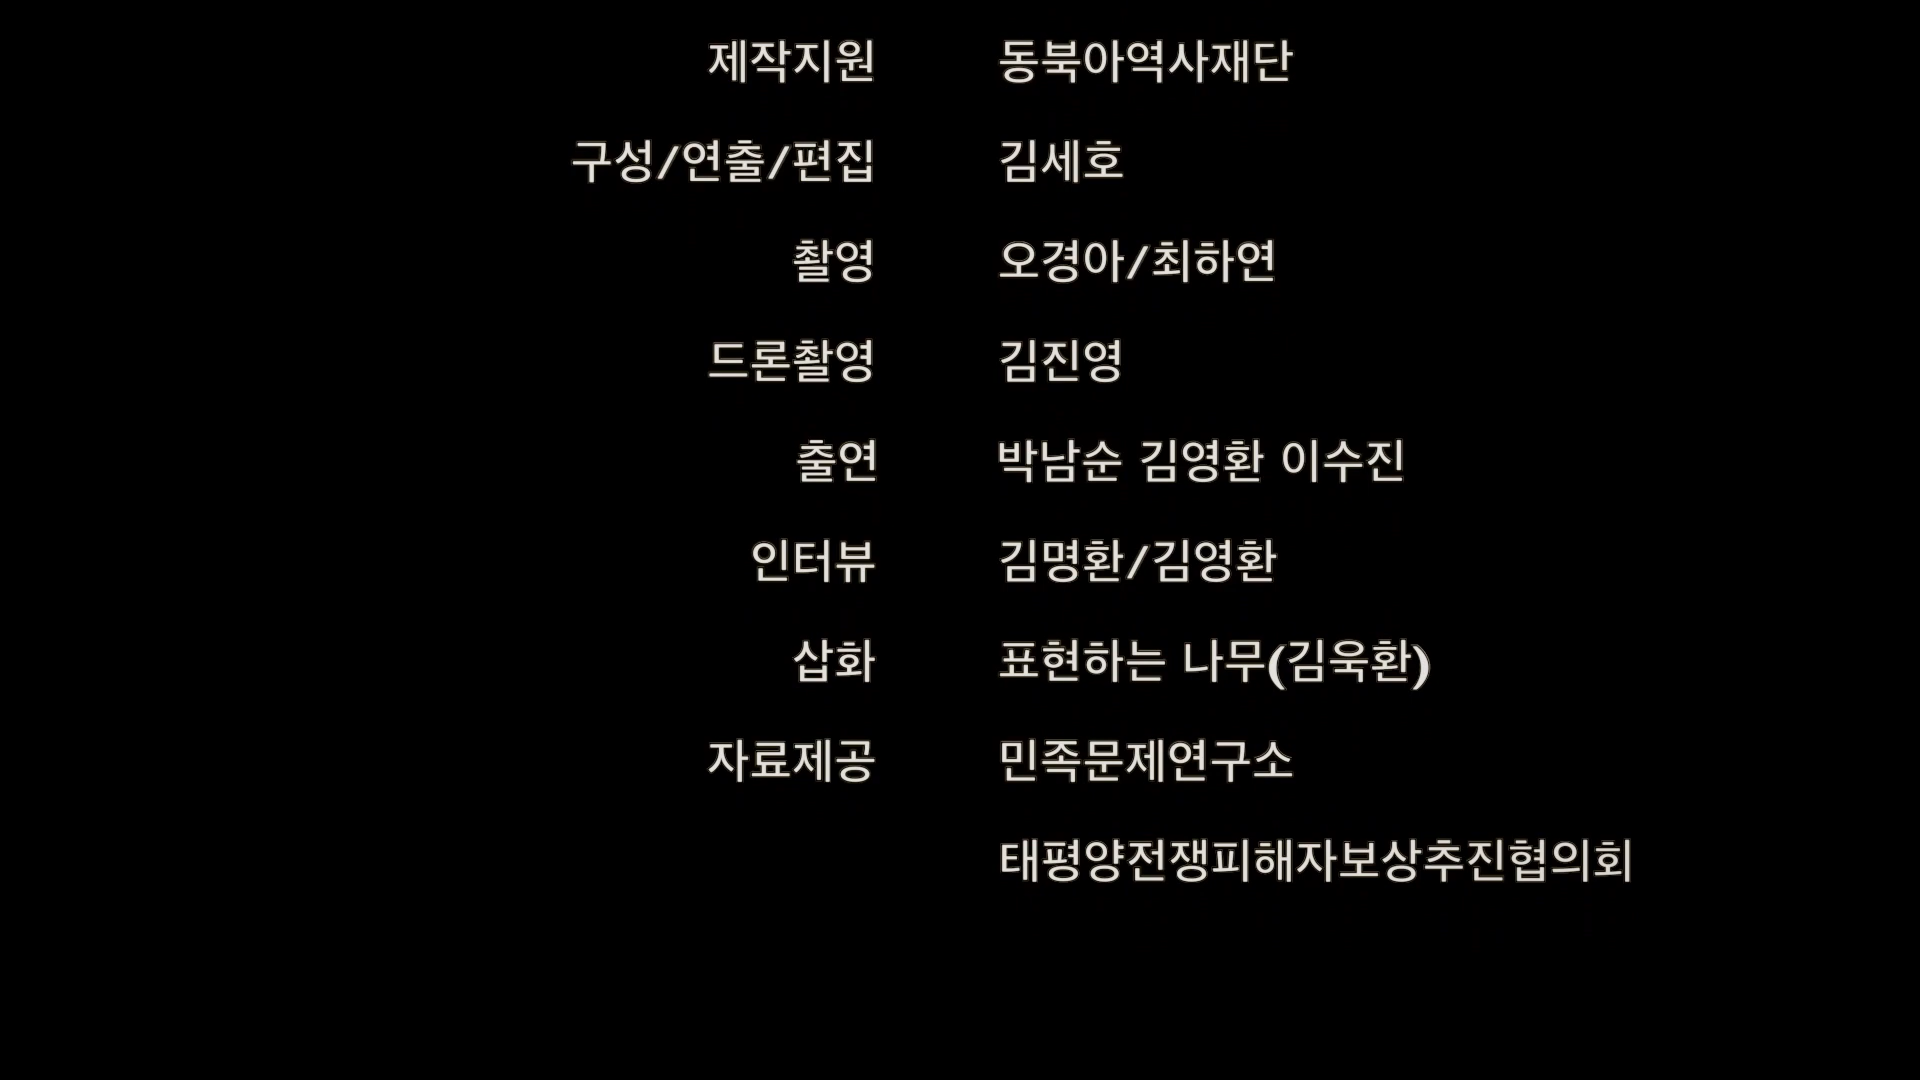 제작지원 동북아역사재단
구성/연출/편집 김세호
촬영 오경아/최하연
드론촬영 김진영
출연 박남순 김영환 이수진
인터뷰 김명환/김영환
삽화 표현하는 나무(김욱환)
자료제공 민족문제연구소
태평양전쟁피해자보상추진협의회